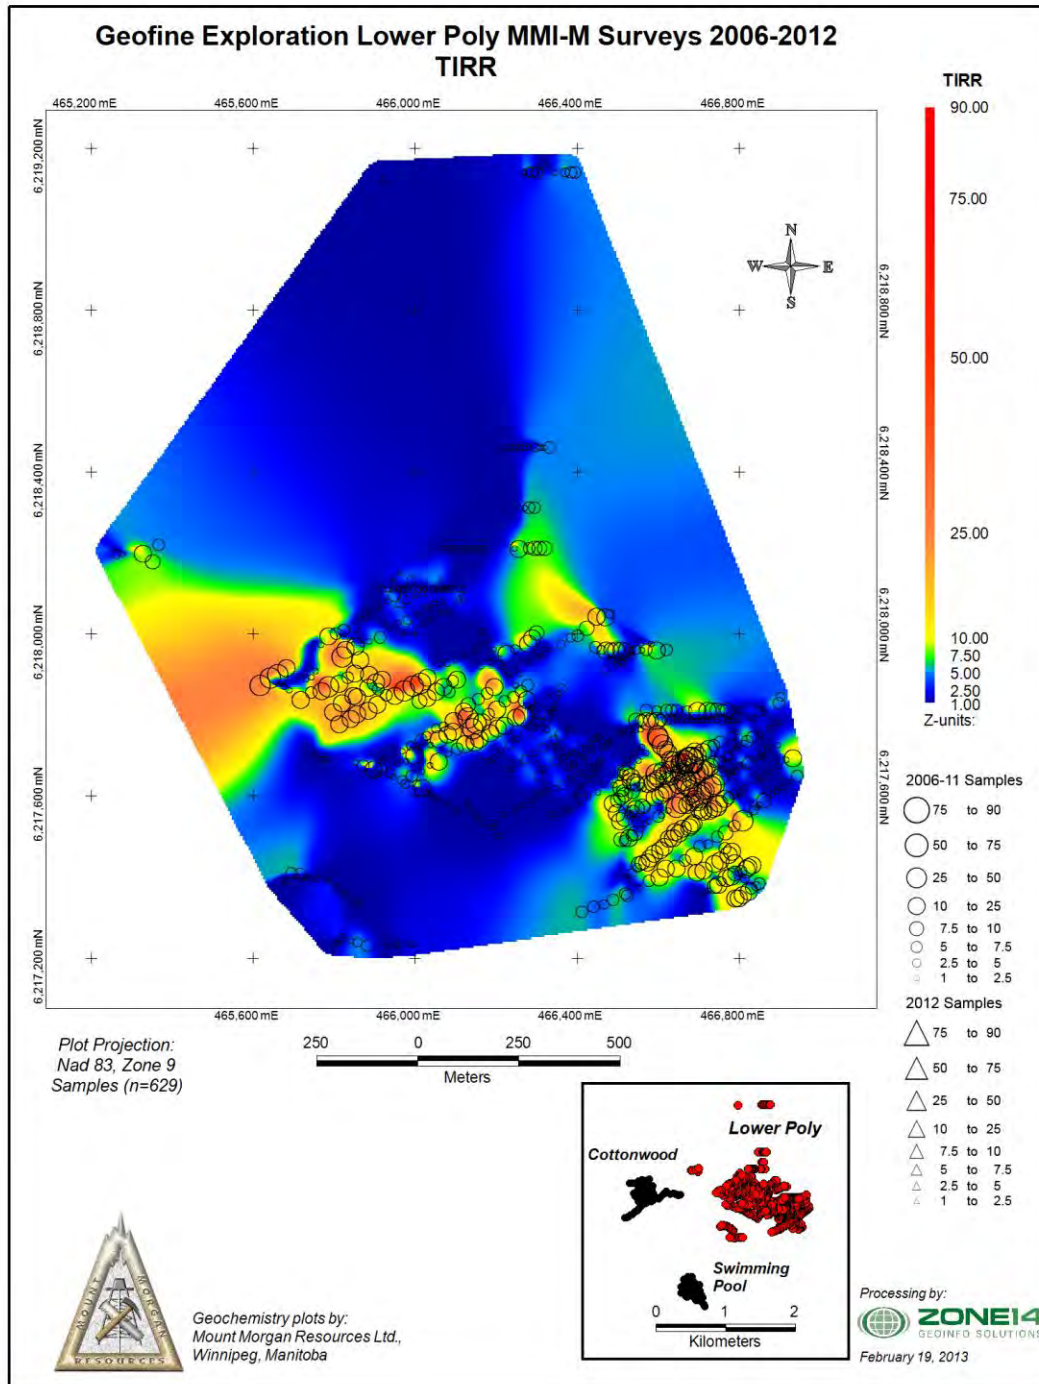 Geofine Exploration Lower Poly MMI-M Surveys 2006-2012
TIRR
465,200 mE
465,600 mE
466,000 mE
466,400 mE
466,800 mE
6,219,200 mN
6,218,800 mN
6,218,400 mN
6,218,000 mN
6,217,600 mN
6,217,200 mN
N
W E
S
6,218,800 mN
6,218,400 mN
6,218,000 mN
6,217,600 mN
465,600 mE
466,000 mE
466,400 mE
466,800 mE
TIRR
90.00
75.00
50.00
25.00
10.00
7.50
5.00
2.50
1.00
Z-units:
2006-11 Samples
75 to 90
50 to 75
25 to 50
10 to 25
7.5 to 10
5 to 7.5
2.5 to 5
1 to 2.5
2012 Samples
75 to 90
50 to 75
25 to 50
10 to 25
7.5 to 10
5 to 7.5
2.5 to 5
1 to 2.5
Plot Projection:
Nad 83, Zone 9
Samples (n=629)
250 0 250 500
Meters
Lower Poly
Cottonwood
Swimming
Pool
0 1 2
Kilometers
MOUNT MORGAN
RESOURCES
Geochemistry plots by:
Mount Morgan Resources Ltd.,
Winnipeg, Manitoba
Processing by:
ZONE14
GEOINFO SOLUTIONS
February 19, 2013